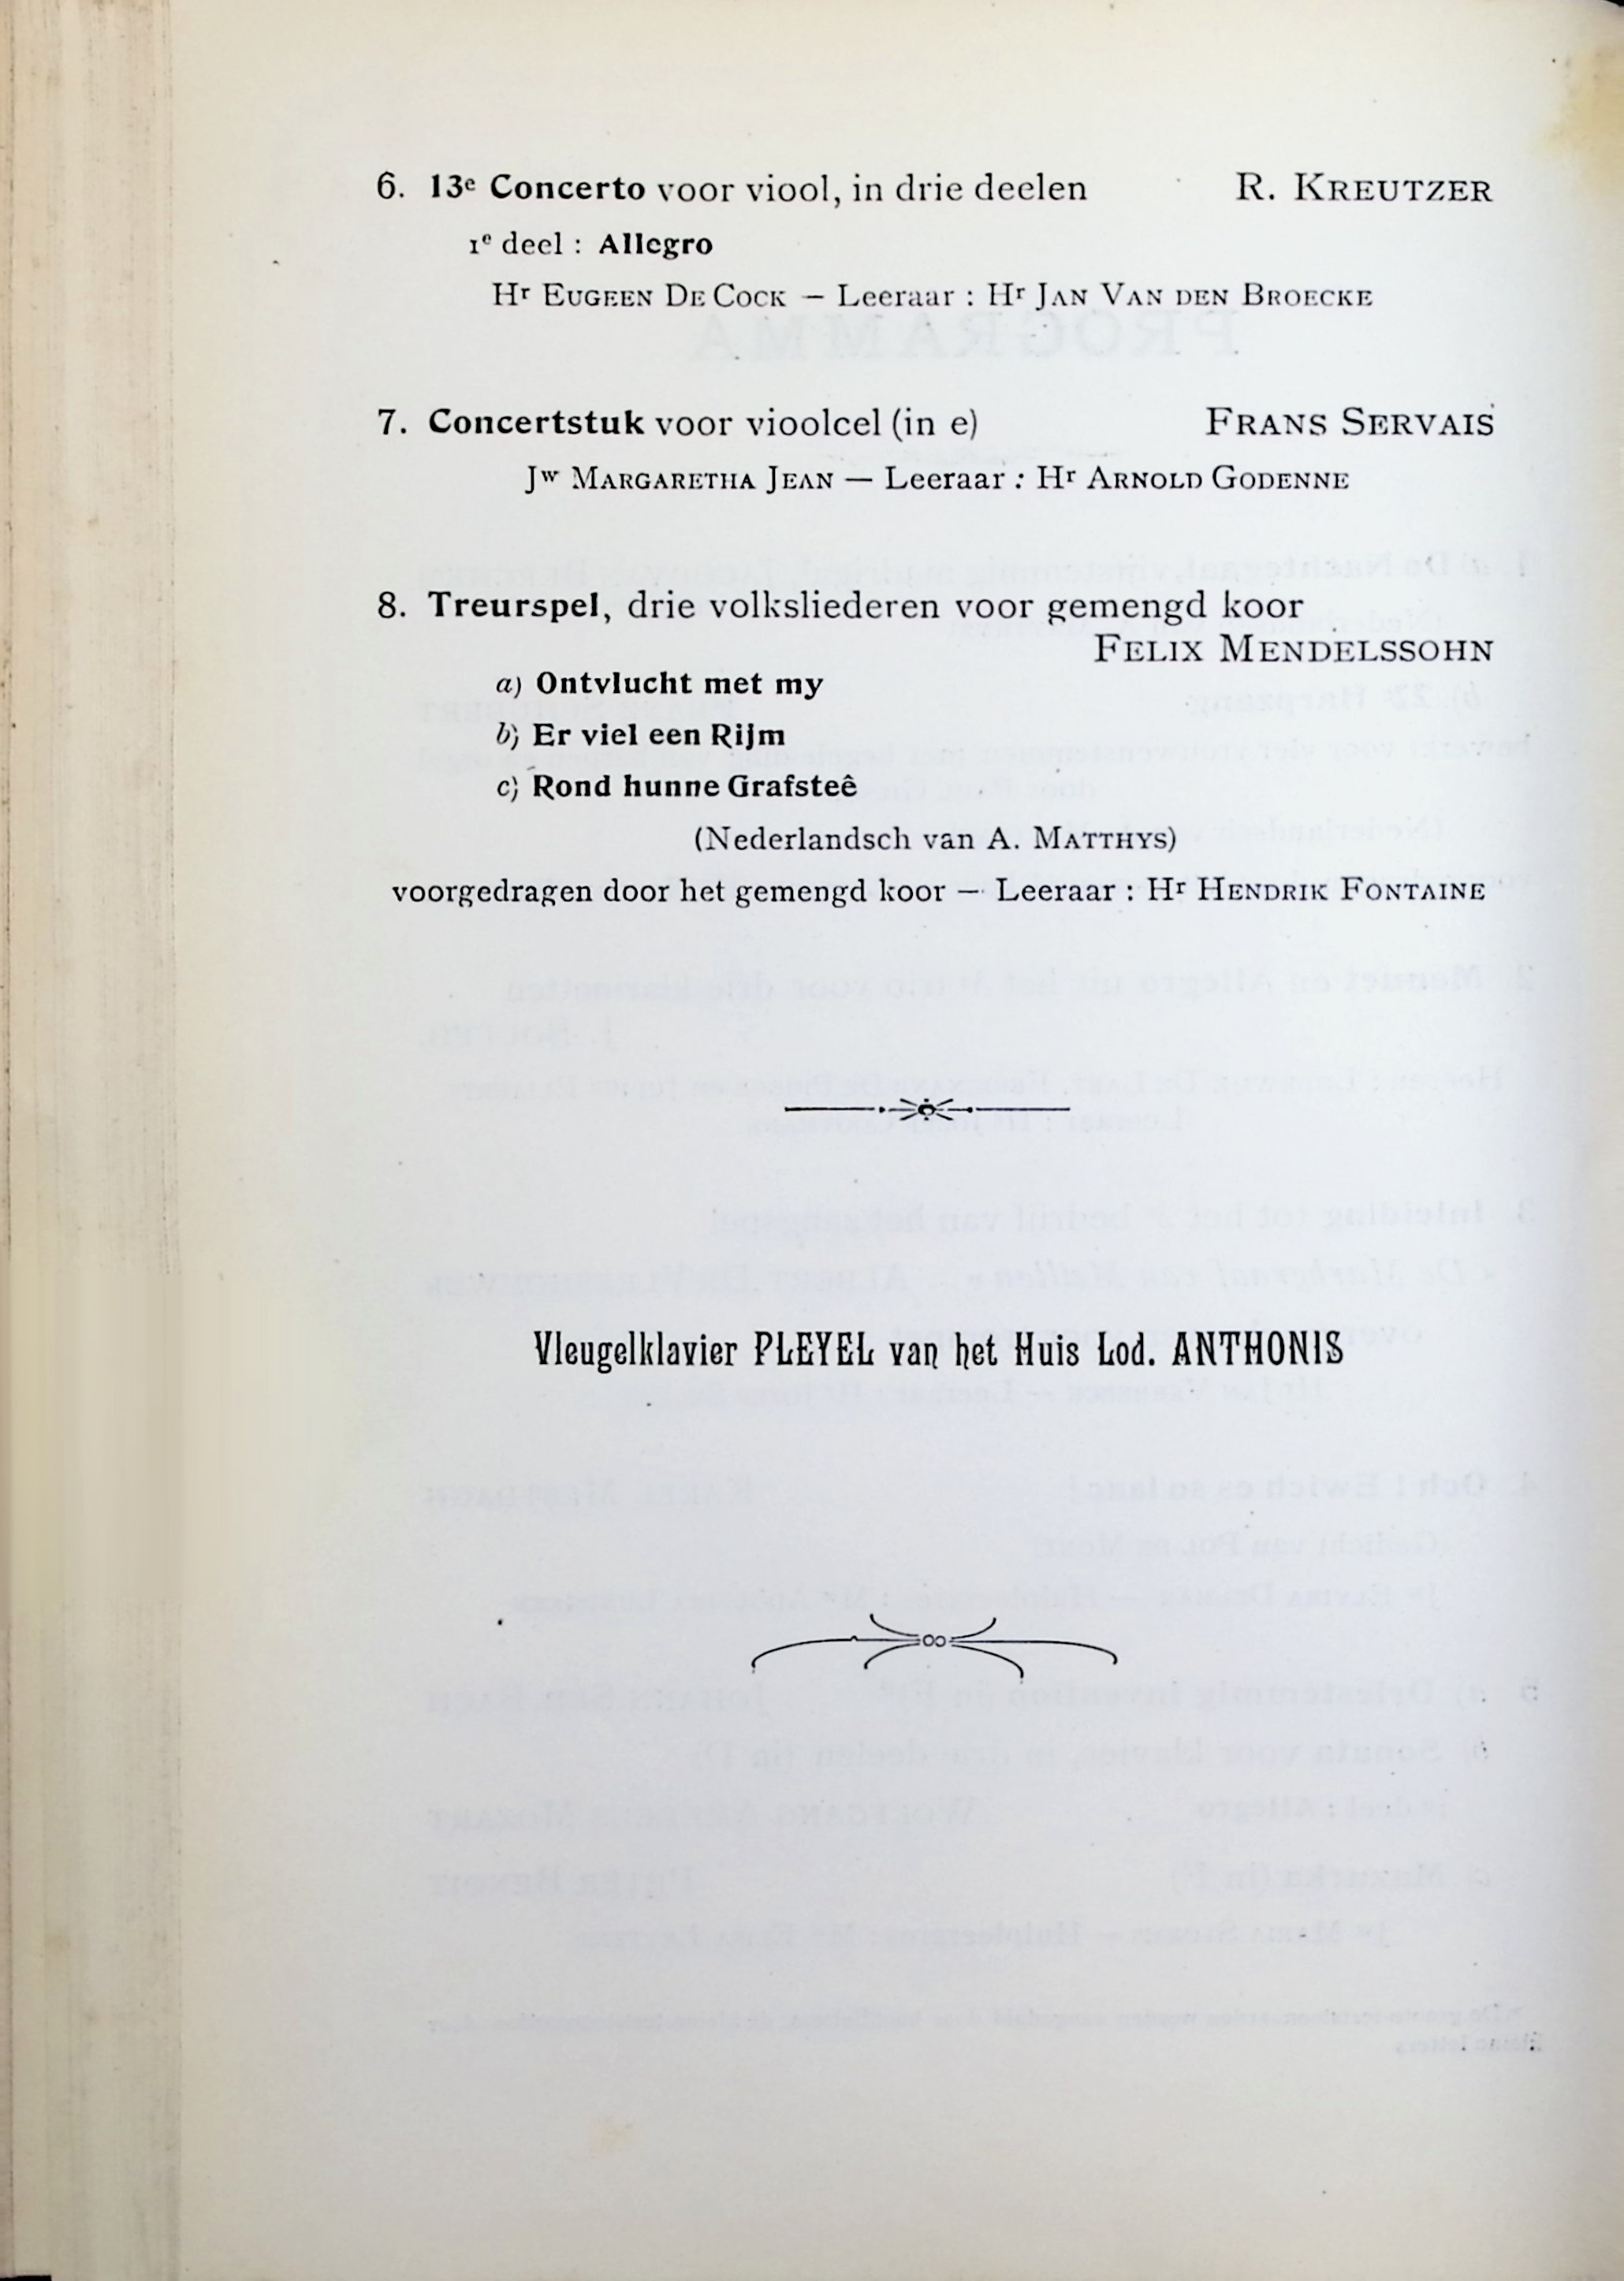 6. 13e Concerto voor viool, in drie deelen R. KREUTZER
1e deel : Allegro
Hr EUGEEN DE COCK — Leeraar : Hr JAN VAN DEN BROECKE
7. Concertstuk voor vioolcel (in e) FRANS SERVAIS
Jw MARGARETHA JEAN — Leeraar : Hr ARNOLD GODENNE
8. Treurspel, drie volksliederen voor gemengd koor
FELIX MENDELSSOHN
a) Ontvlucht met my
b) Er viel een Rijm
c) Rond hunne Grafsteê
(Nederlandsch van A. MATTHYS)
voorgedragen door het gemengd koor — Leeraar : Hr HENDRIK FONTAINE
Vleugelklavier PLEYEL van het Huis Lod. ANTHONIS